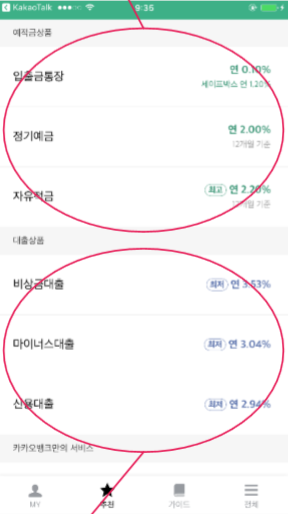 KakaoTalk 9:36
예적금상품
입출금통장
연 0.10%
세이프박스 연 1.20%
정기예금
연 2.00%
12개월 기준
자유적금
최고 연 2.20%
12개월 기준
대출상품
비상금대출
최저 연 3.53%
마이너스대출
최저 연 3.04%
신용대출
최저 연 2.94%
카카오뱅크만의 서비스
MY 추천 가이드 전체